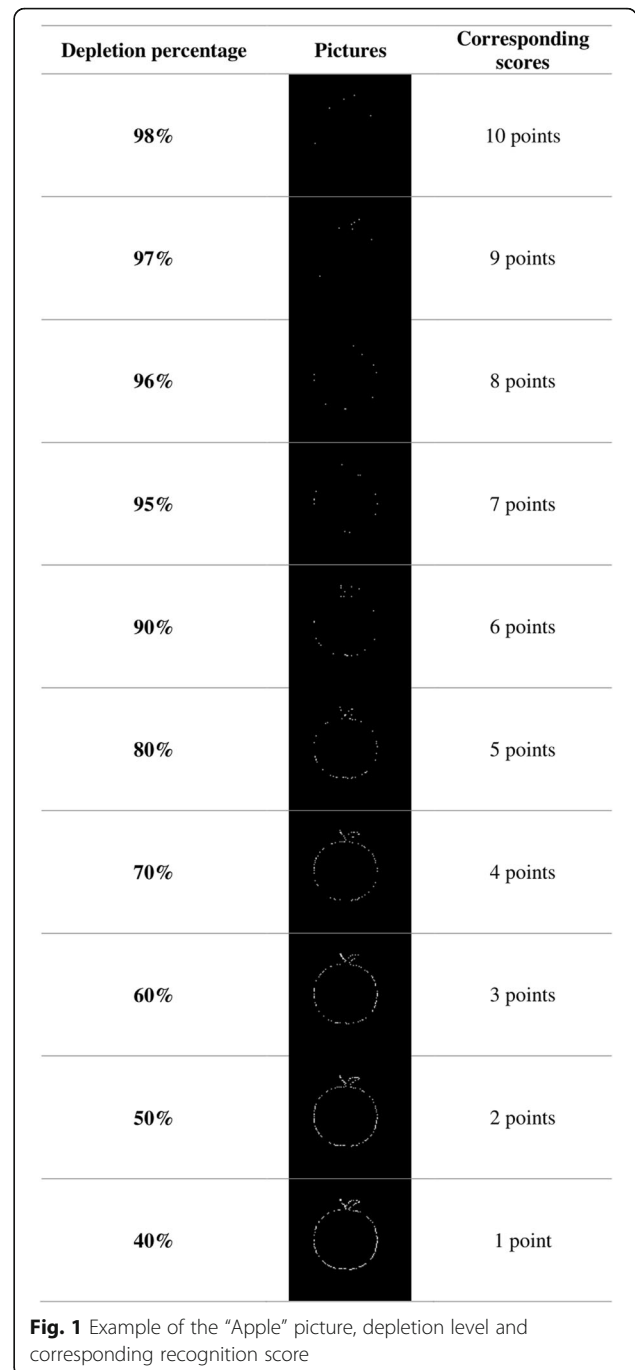 Depletion percentage Pictures Corresponding
scores
98% 10 points
97% 9 points
96% 8 points
95% 7 points
90% 6 points
80% 5 points
70% 4 points
60% 3 points
50% 2 points
40% 1 point
Fig. 1 Example of the “Apple” picture, depletion level and
corresponding recognition score